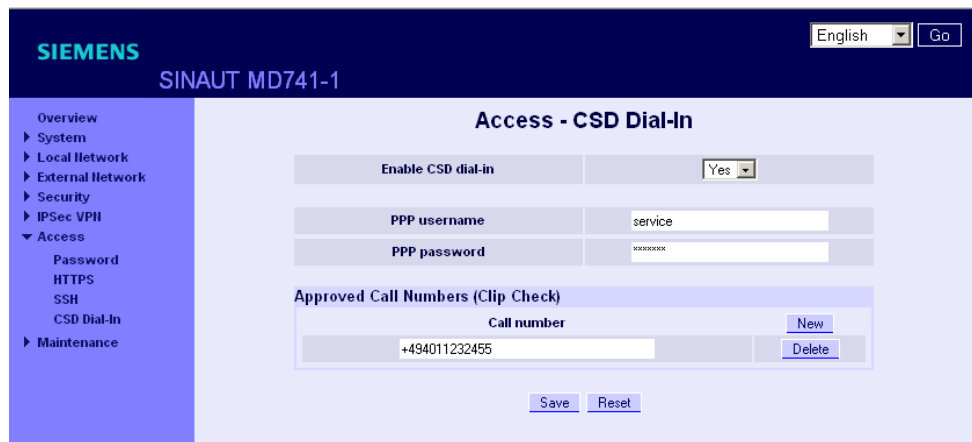 English Go
SIEMENS
SINAUT MD741-1
Overview
System
Local Network
External Network
Security
IPSec VPN
Access
Password
HTTPS
SSH
CSD Dial-In
Maintenance
Access - CSD Dial-In
Enable CSD dial-in Yes
PPP username service
PPP password ×××××××
Approved Call Numbers (Clip Check)
Call number New
+494011232455 Delete
Save Reset